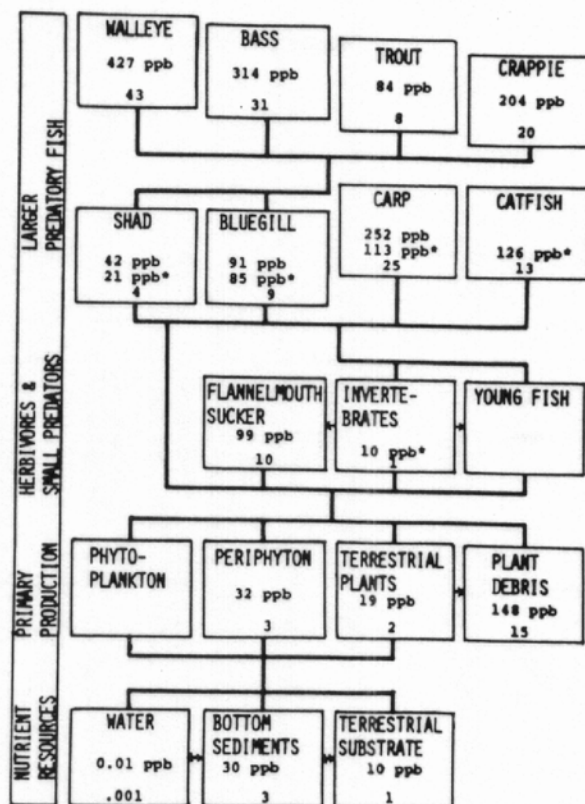 LARGER
PREDATORY FISH
HERBIVORES &
SMALL PREDATORS
PRIMARY
PRODUCTION
NUTRIENT
RESOURCES
WALLEYE
427 ppb
43
BASS
314 ppb
31
TROUT
84 ppb
8
CRAPPIE
204 ppb
20
SHAD
42 ppb
21 ppb*
4
BLUEGILL
91 ppb
85 ppb*
9
CARP
252 ppb
113 ppb*
25
CATFISH
126 ppb*
13
FLANNELMOUTH
SUCKER
99 ppb
10
INVERTE-
BRATES
10 ppb*
1
YOUNG FISH
PHYTO-
PLANKTON
PERIPHYTON
32 ppb
3
TERRESTRIAL
PLANTS
19 ppb
2
PLANT
DEBRIS
148 ppb
15
WATER
0.01 ppb
.001
BOTTOM
SEDIMENTS
30 ppb
3
TERRESTRIAL
SUBSTRATE
10 ppb
1